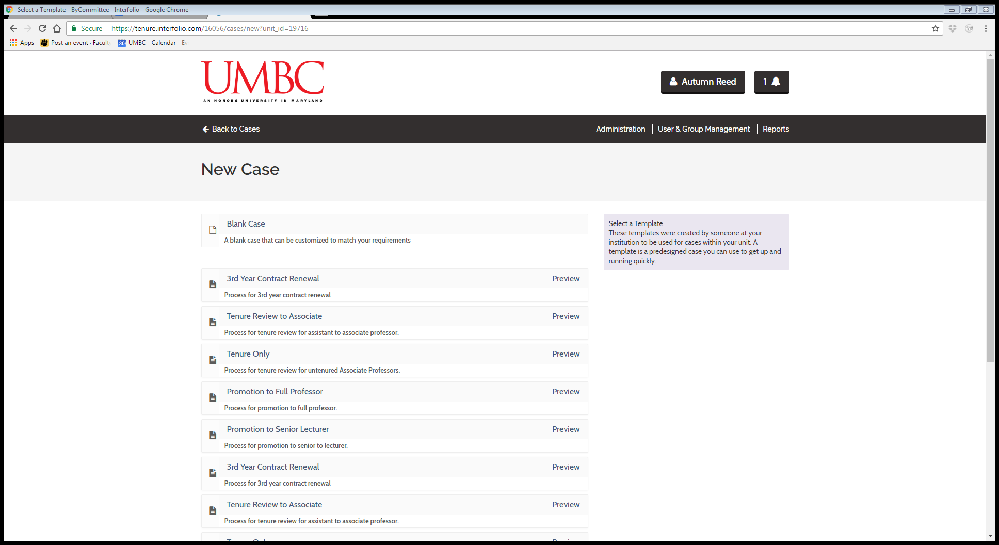 Select a Template - ByCommittee - Interfolio - Google Chrome
Secure
https://tenure.interfolio.com/16056/cases/new?unit_id=19716
Apps
Post an event · Facult
30 UMBC - Calendar - Ev
UMBC
AN HONORS UNIVERSITY IN MARYLAND
Autumn Reed
1
Back to Cases
Administration
User & Group Management
Reports
New Case
Blank Case
A blank case that can be customized to match your requirements
Select a Template
These templates were created by someone at your
institution to be used for cases within your unit. A
template is a predesigned case you can use to get up and
running quickly.
3rd Year Contract Renewal
Preview
Process for 3rd year contract renewal
Tenure Review to Associate
Preview
Process for tenure review for assistant to associate professor.
Tenure Only
Preview
Process for tenure review for untenured Associate Professors.
Promotion to Full Professor
Preview
Process for promotion to full professor.
Promotion to Senior Lecturer
Preview
Process for promotion to senior to lecturer.
3rd Year Contract Renewal
Preview
Process for 3rd year contract renewal
Tenure Review to Associate
Preview
Process for tenure review for assistant to associate professor.